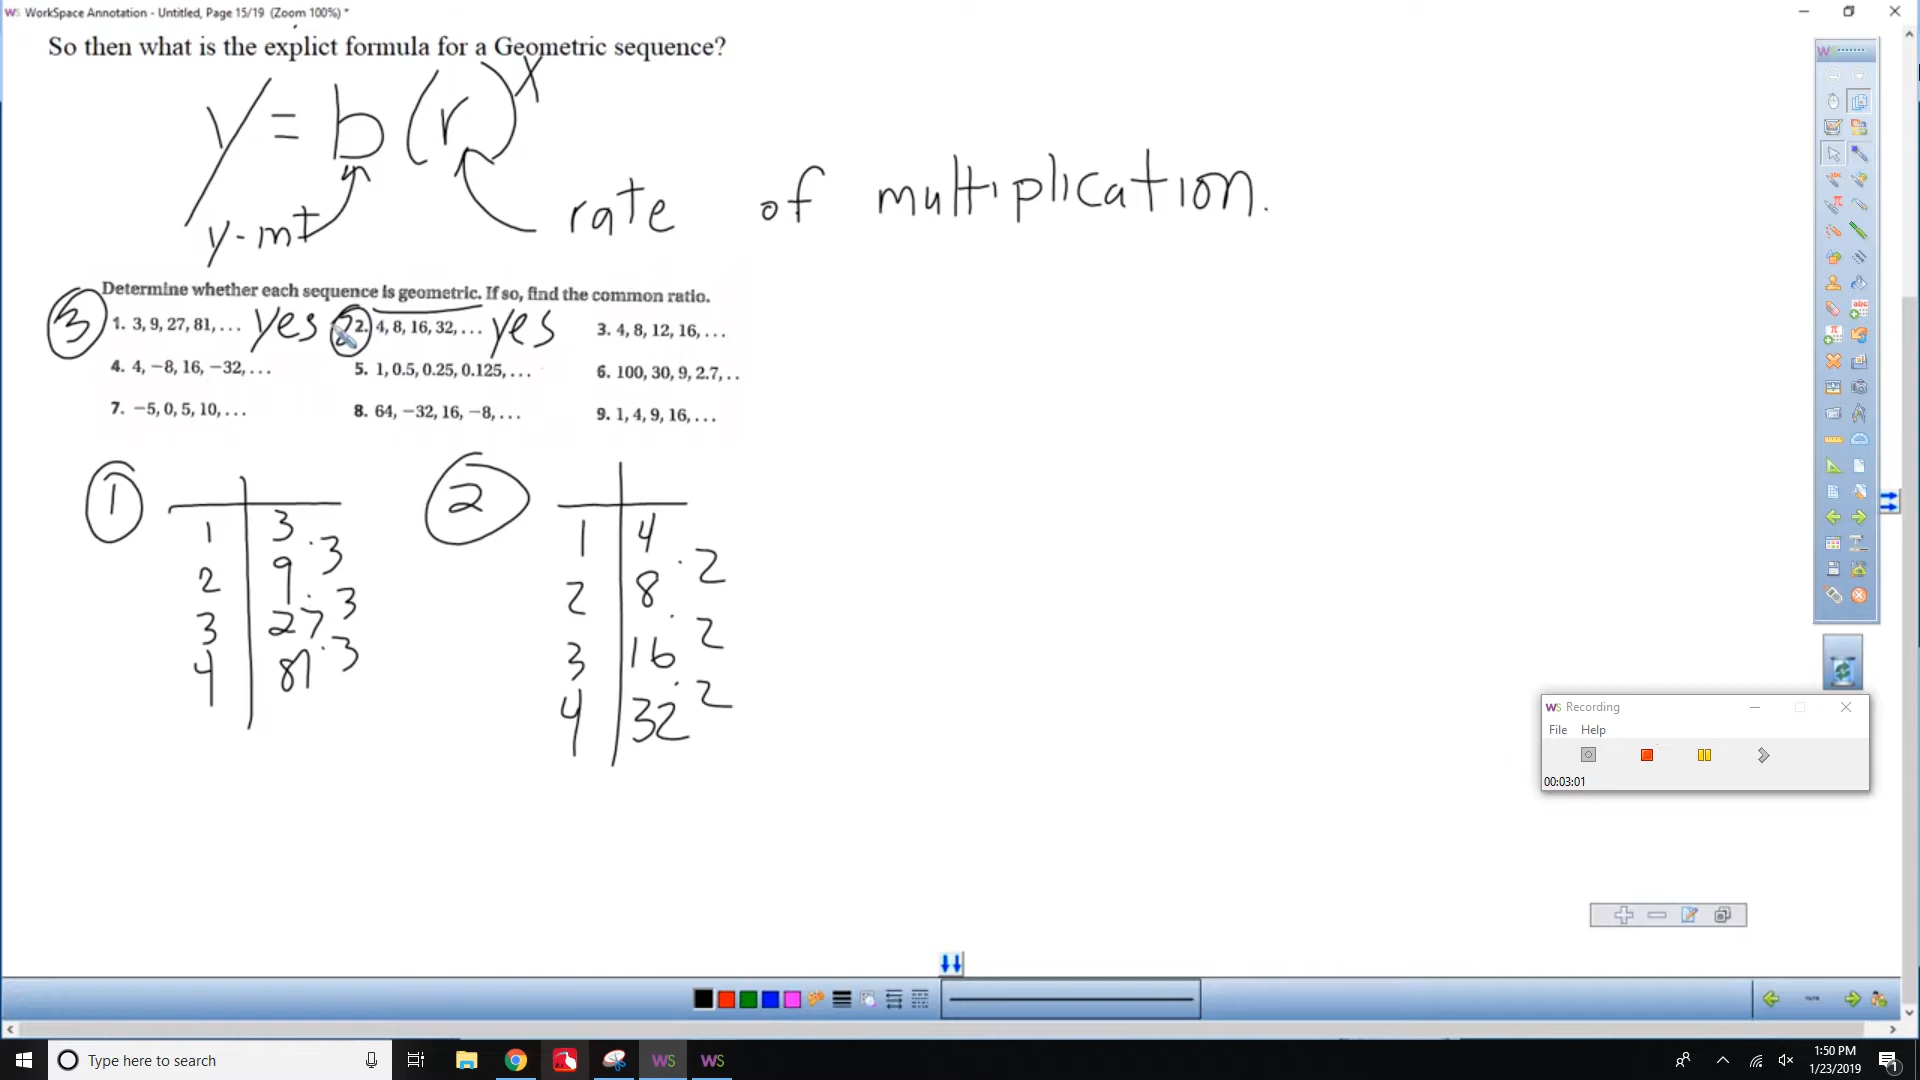 WS WorkSpace Annotation - Untitled, Page 15/19 (Zoom 100%) *
So then what is the explict formula for a Geometric sequence?
y = b (r)^x
y-int
rate of multiplication.
Determine whether each sequence is geometric. If so, find the common ratio.
3 1. 3, 9, 27, 81, . . . yes 2 2. 4, 8, 16, 32, . . . yes 3. 4, 8, 12, 16, . . .
4. 4, −8, 16, −32, . . . 5. 1, 0.5, 0.25, 0.125, . . . 6. 100, 30, 9, 2.7, . .
7. −5, 0, 5, 10, . . . 8. 64, −32, 16, −8, . . . 9. 1, 4, 9, 16, . . .
1
1 3
·3
2 9
·3
3 27
·3
4 81
2
1 4
·2
2 8
·2
3 16
·2
4 32
WS Recording
File Help
00:03:01
Type here to search
WS WS
1:50 PM
1/23/2019
1